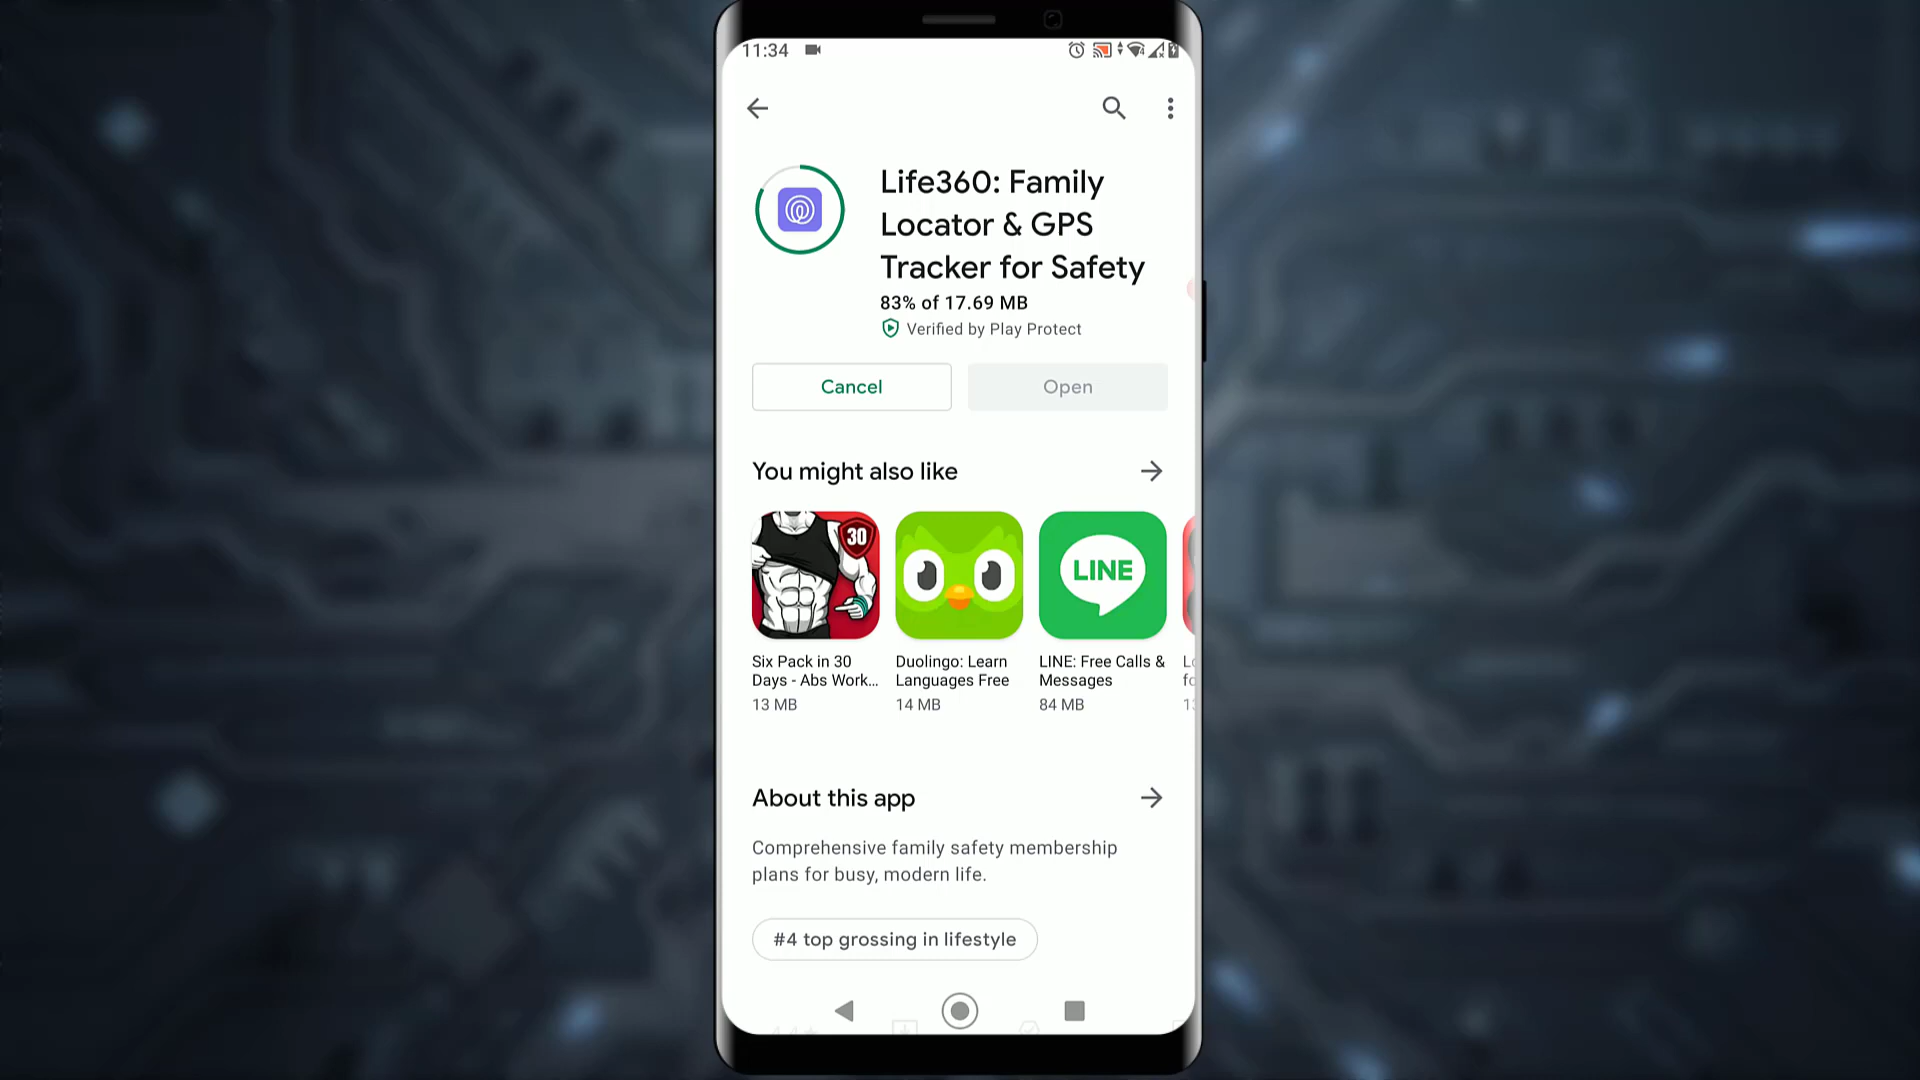 11:34
Life360: Family
Locator & GPS
Tracker for Safety
83% of 17.69 MB
Verified by Play Protect
Cancel
Open
You might also like
30
LINE
Six Pack in 30
Days - Abs Work...
13 MB
Duolingo: Learn
Languages Free
14 MB
LINE: Free Calls &
Messages
84 MB
About this app
Comprehensive family safety membership
plans for busy, modern life.
#4 top grossing in lifestyle